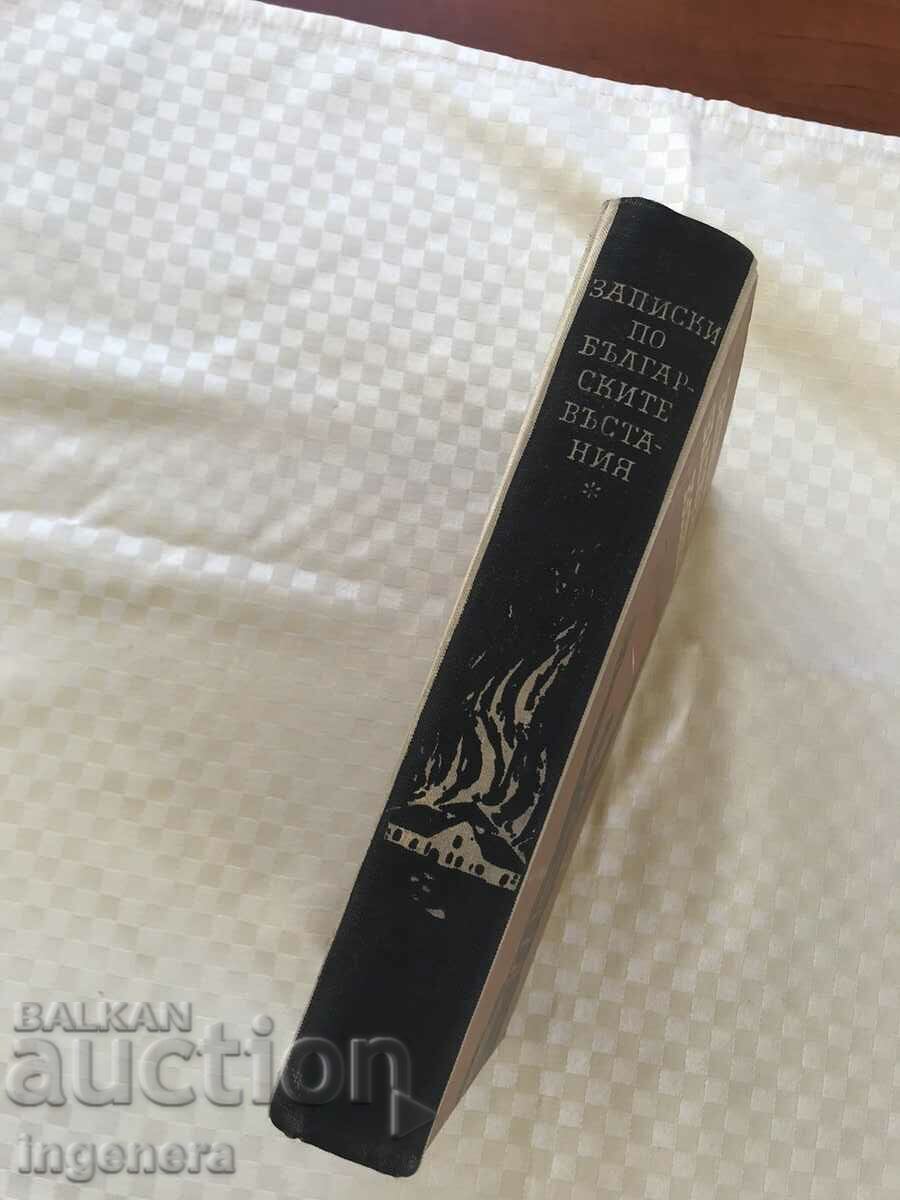 ЗАПИСКИ
ПО
БЪЛГАР-
СКИТЕ
ВЪСТА-
НИЯ
*
BALKAN
auction
ingenera